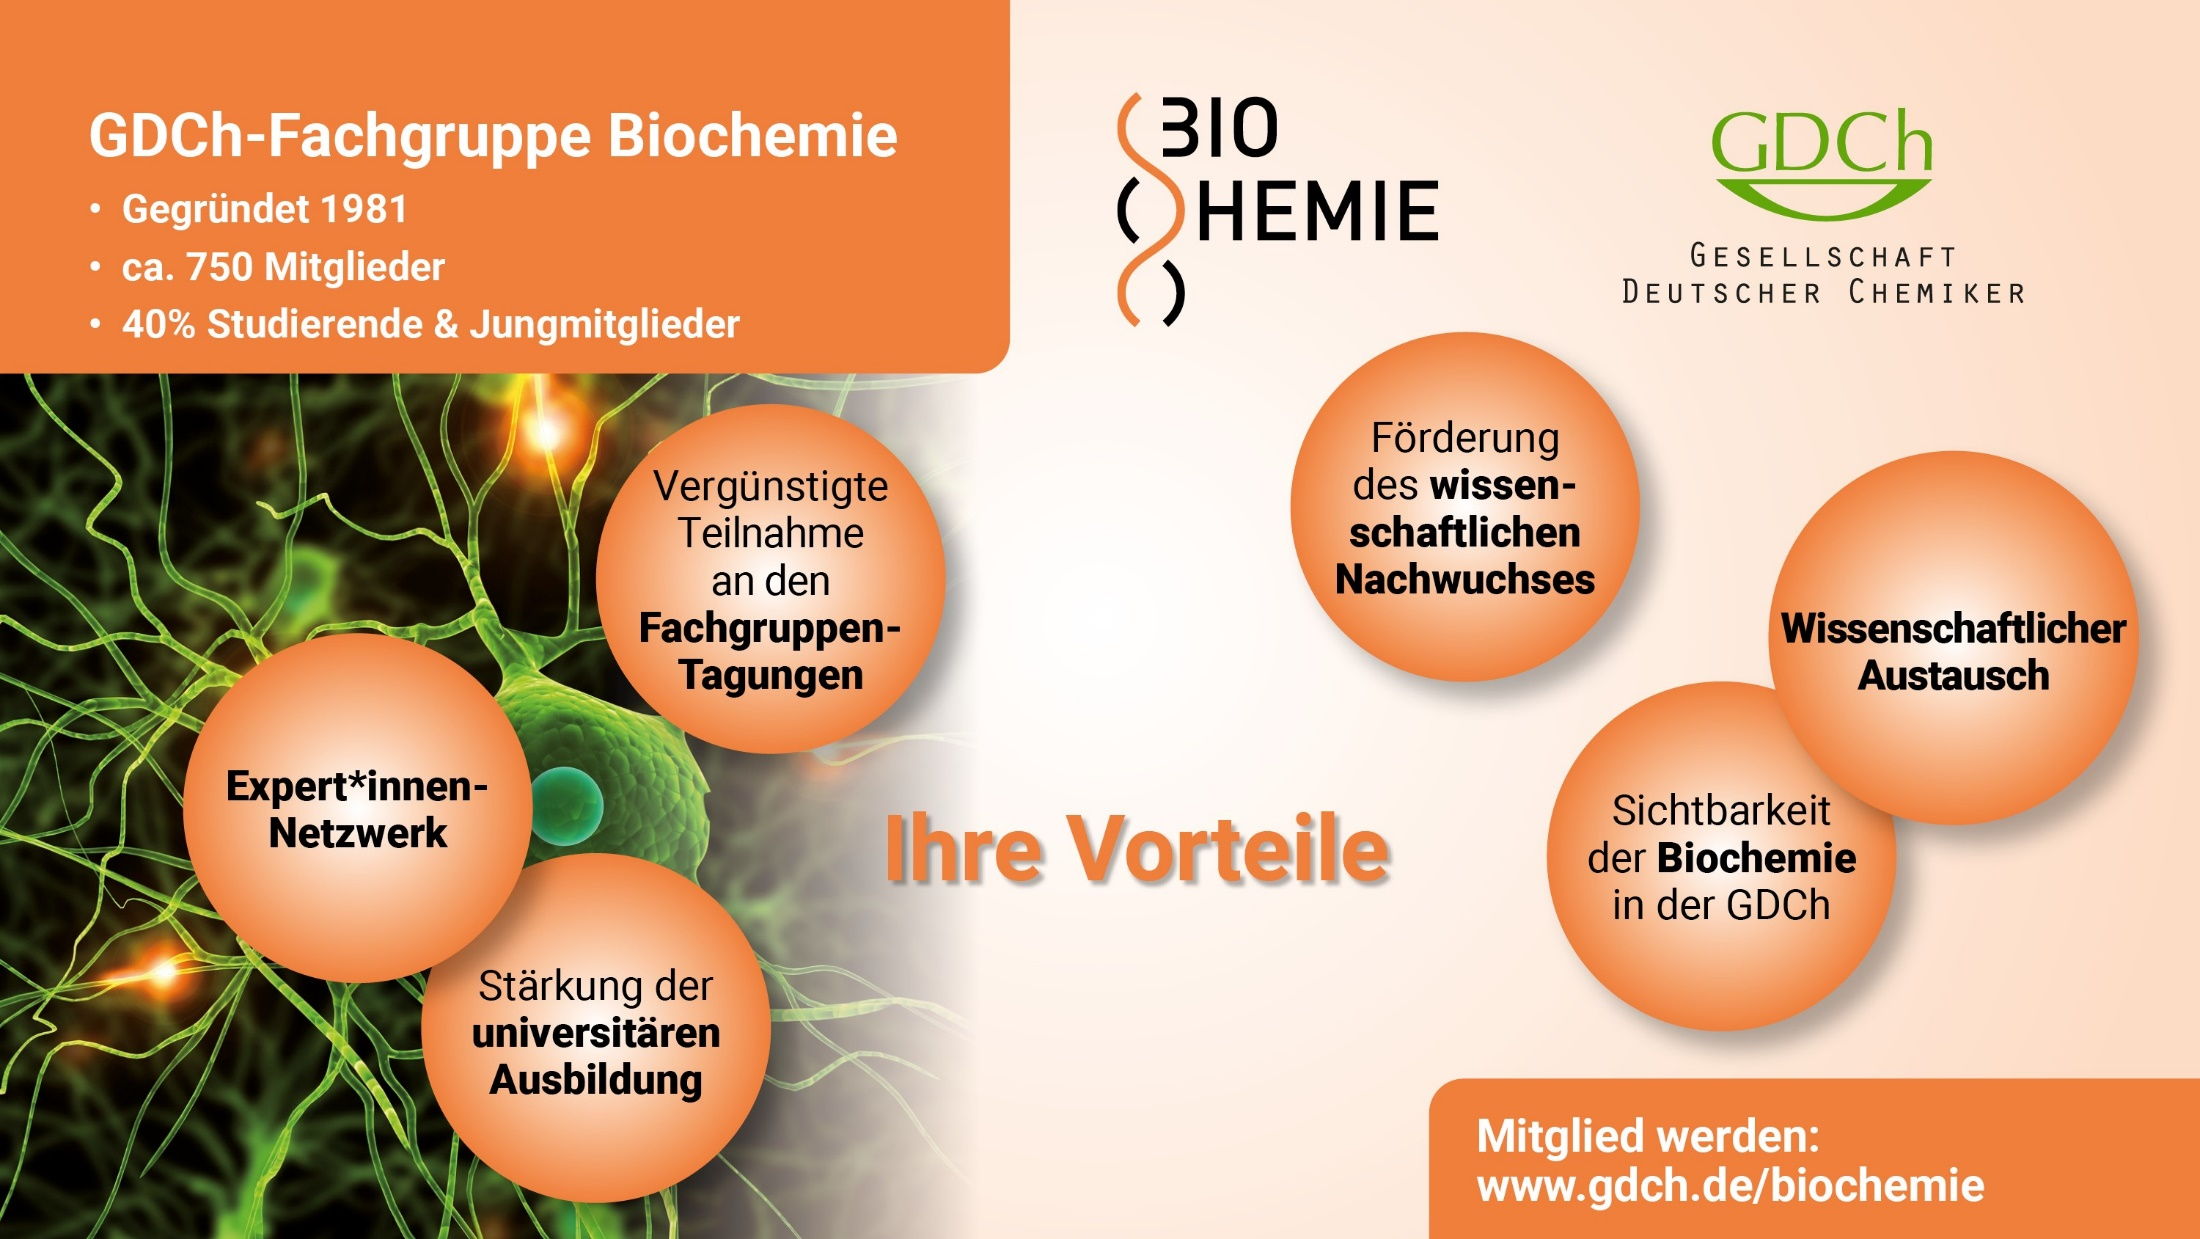 GDCh-Fachgruppe Biochemie
• Gegründet 1981
• ca. 750 Mitglieder
• 40% Studierende & Jungmitglieder
BIO
CHEMIE
GDCh
GESELLSCHAFT
DEUTSCHER CHEMIKER
Vergünstigte
Teilnahme
an den
Fachgruppen-
Tagungen
Expert*innen-
Netzwerk
Stärkung der
universitären
Ausbildung
Ihre Vorteile
Förderung
des wissen-
schaftlichen
Nachwuchses
Wissenschaftlicher
Austausch
Sichtbarkeit
der Biochemie
in der GDCh
Mitglied werden:
www.gdch.de/biochemie